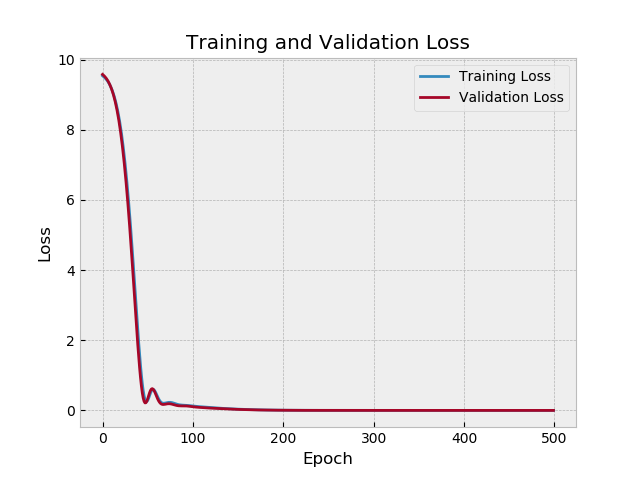 Training and Validation Loss
10
8
6
4
2
0
Loss
Training Loss
Validation Loss
0 100 200 300 400 500
Epoch